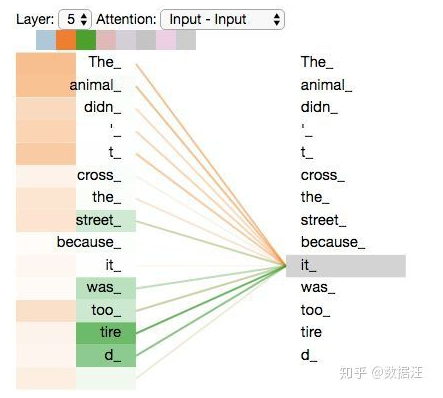 Layer: 5 Attention: Input - Input
The_ The_
animal_ animal_
didn_ didn_
'_ '_
t_ t_
cross_ cross_
the_ the_
street_ street_
because_ because_
it_ it_
was_ was_
too_ too_
tire tire
d_ d_
知乎 @数据汪